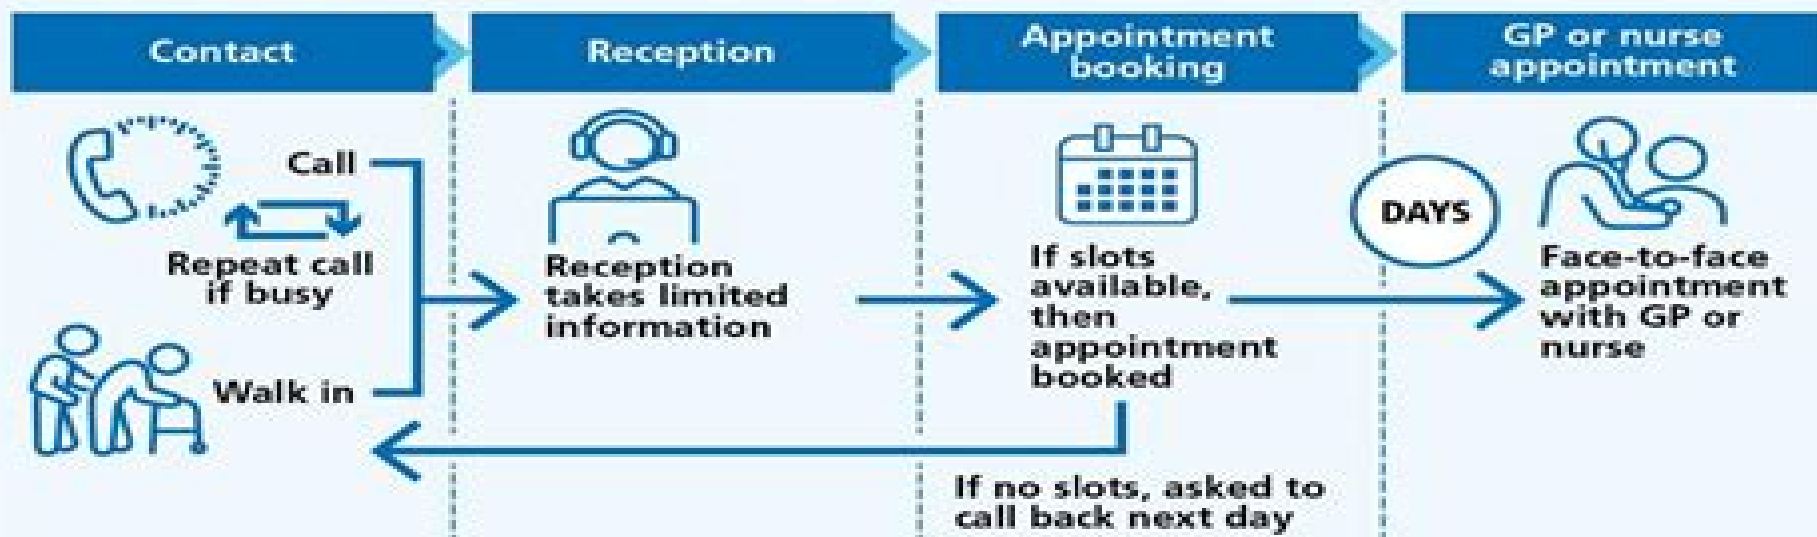 Contact
Reception
Appointment
booking
GP or nurse
appointment
Call
Repeat call
if busy
Walk in
Reception
takes limited
information
If slots
available,
then
appointment
booked
If no slots, asked to
call back next day
DAYS
Face-to-face
appointment
with GP or
nurse